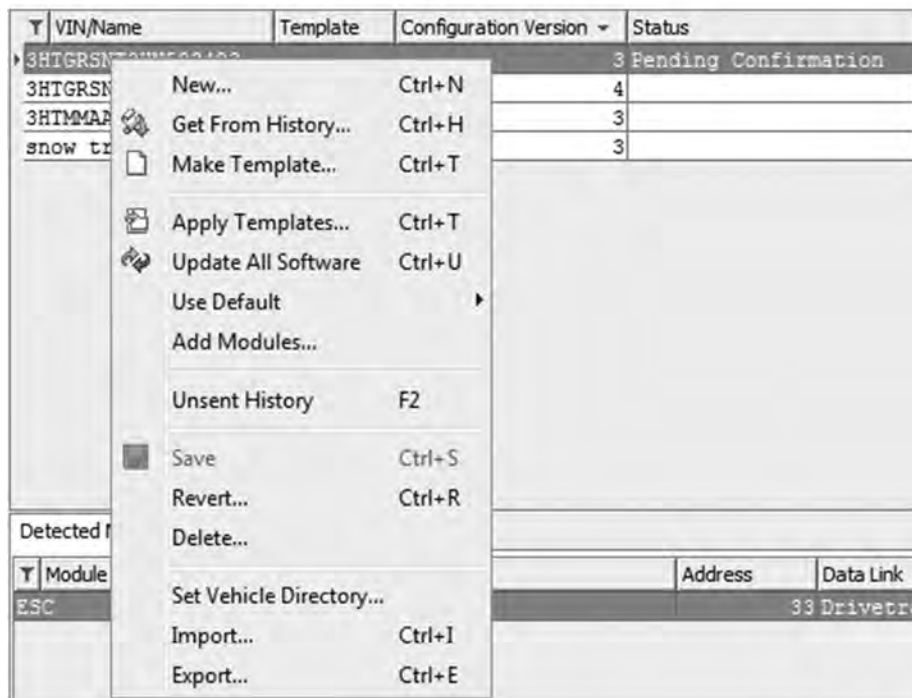 VIN/Name Template Configuration Version Status
3 Pending Confirmation
3HTGRSN 4
3HTMMAA 3
snow tr 3
New... Ctrl+N
Get From History... Ctrl+H
Make Template... Ctrl+T
Apply Templates... Ctrl+T
Update All Software Ctrl+U
Use Default
Add Modules...
Unsent History F2
Save Ctrl+S
Revert... Ctrl+R
Delete...
Set Vehicle Directory...
Import... Ctrl+I
Export... Ctrl+E
Detected
Module Address Data Link
ESC 33 Drivetr